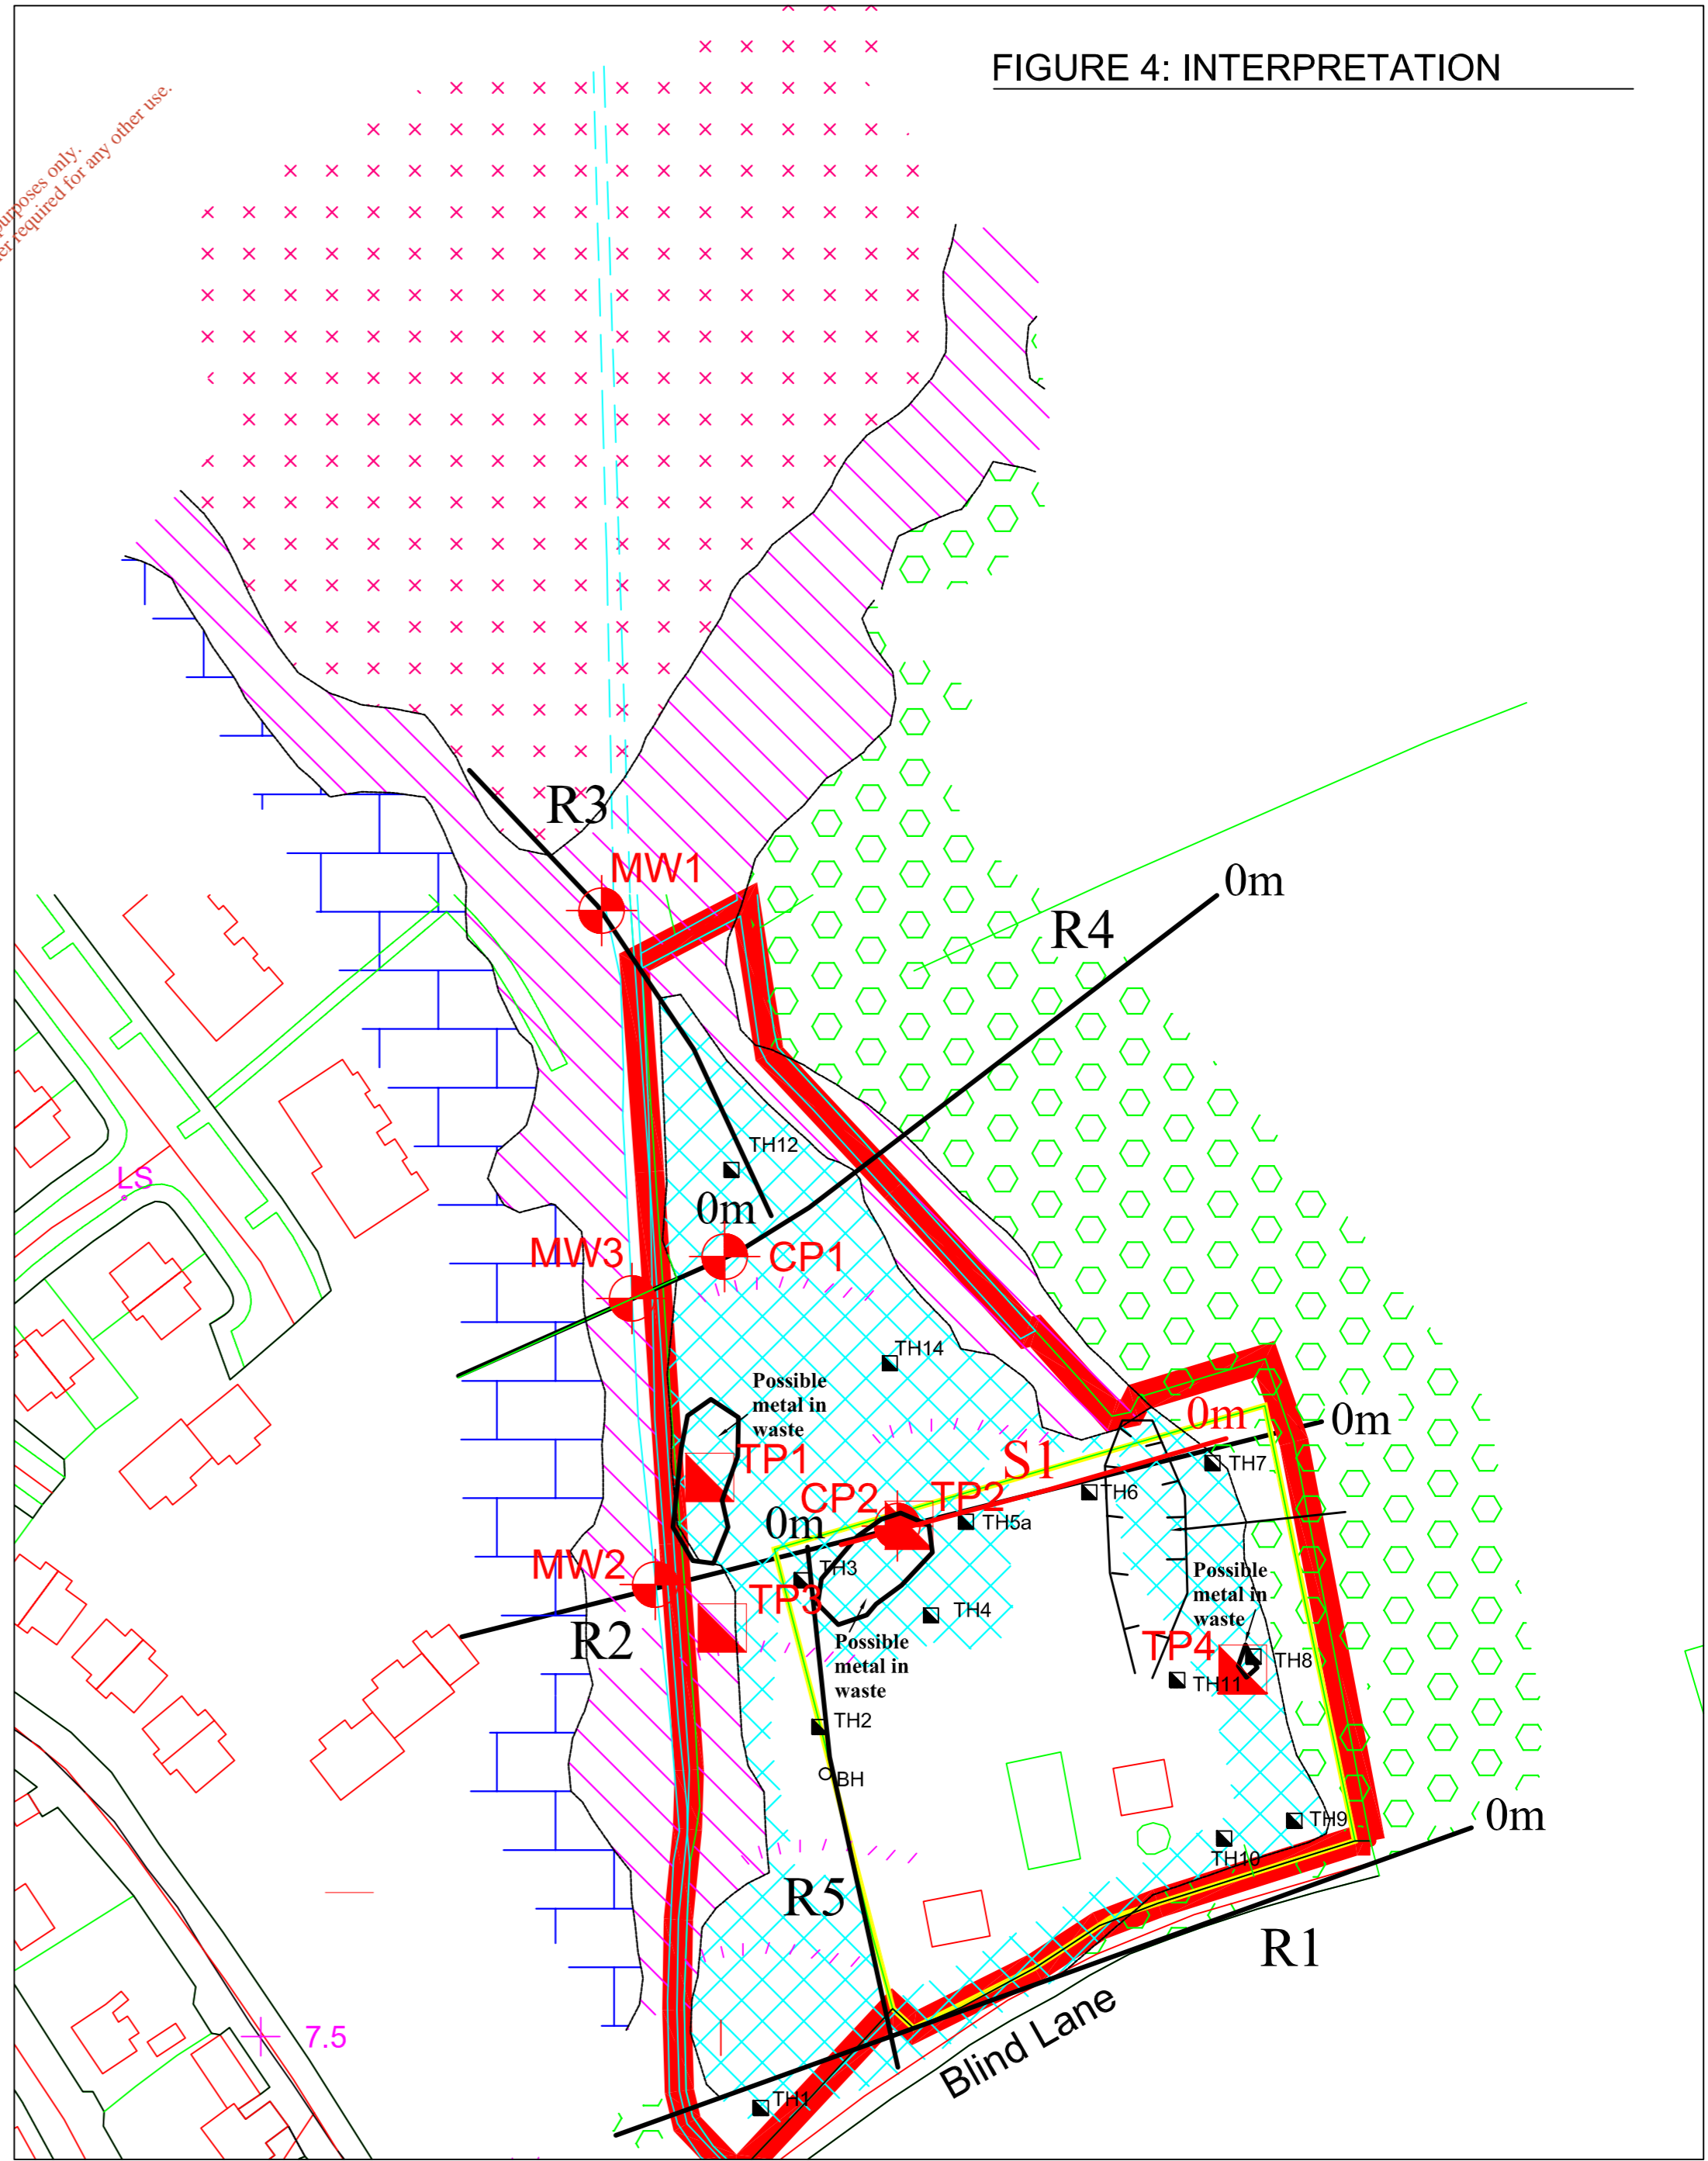 FIGURE 4: INTERPRETATION
purposes only.
required for any other use.
R3
MW1
0m
R4
TH12
LS
0m
MW3
CP1
TH14
Possible
metal in
waste
0m
0m
S1
TP1
TH7
CP2
TP2
TH6
0m
TH5a
MW2
TH3
Possible
metal in
waste
TP3
TH4
R2
TP4
Possible
metal in
waste
TH8
TH11
TH2
BH
0m
TH9
TH10
R5
R1
Blind Lane
7.5
TH1